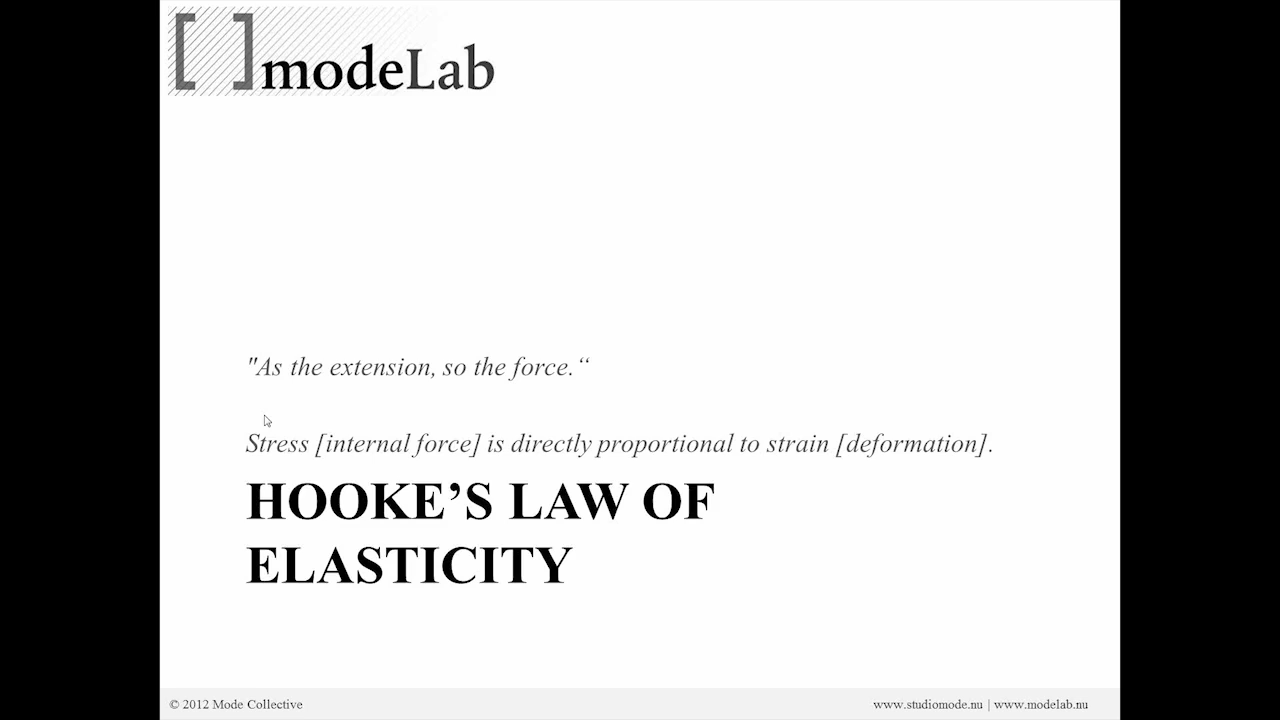 [ ] modeLab
"As the extension, so the force.“
Stress [internal force] is directly proportional to strain [deformation].
HOOKE’S LAW OF
ELASTICITY
© 2012 Mode Collective
www.studiomode.nu | www.modelab.nu